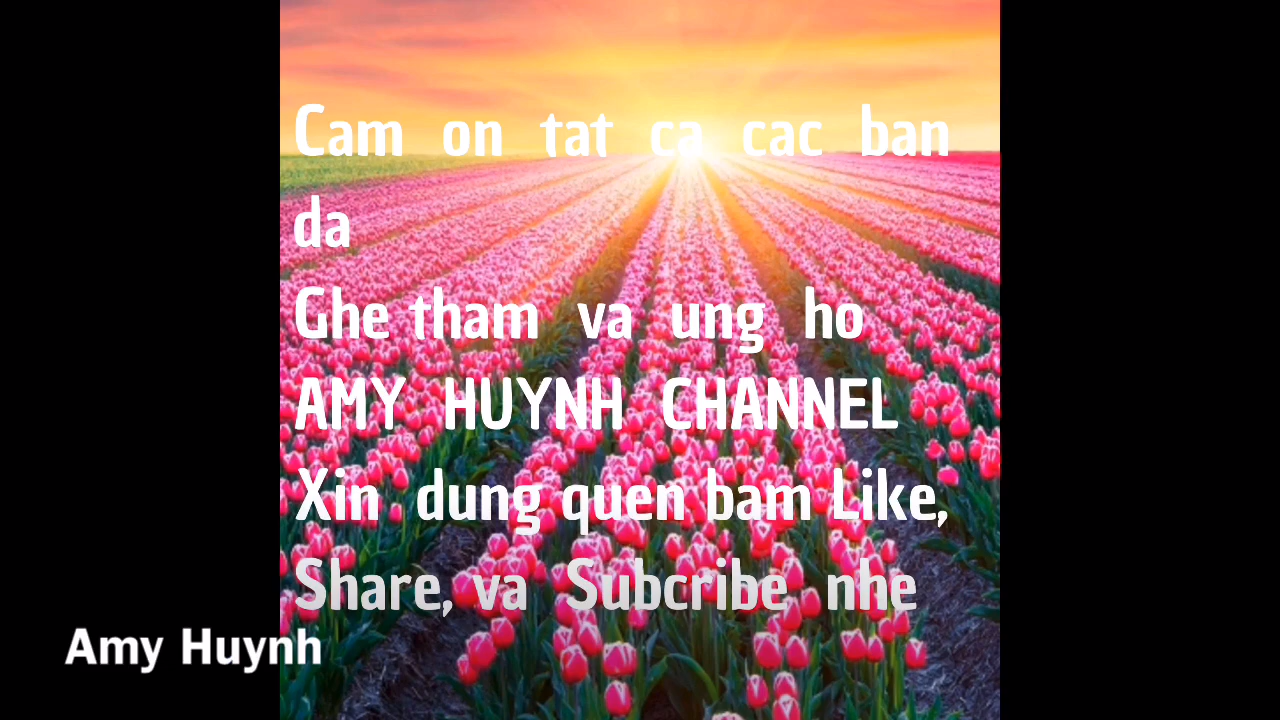 Cam on tat ca cac ban
da
Ghe tham va ung ho
AMY HUYNH CHANNEL
Xin dung quen bam Like,
Share, va Subcribe nhe
Amy Huynh